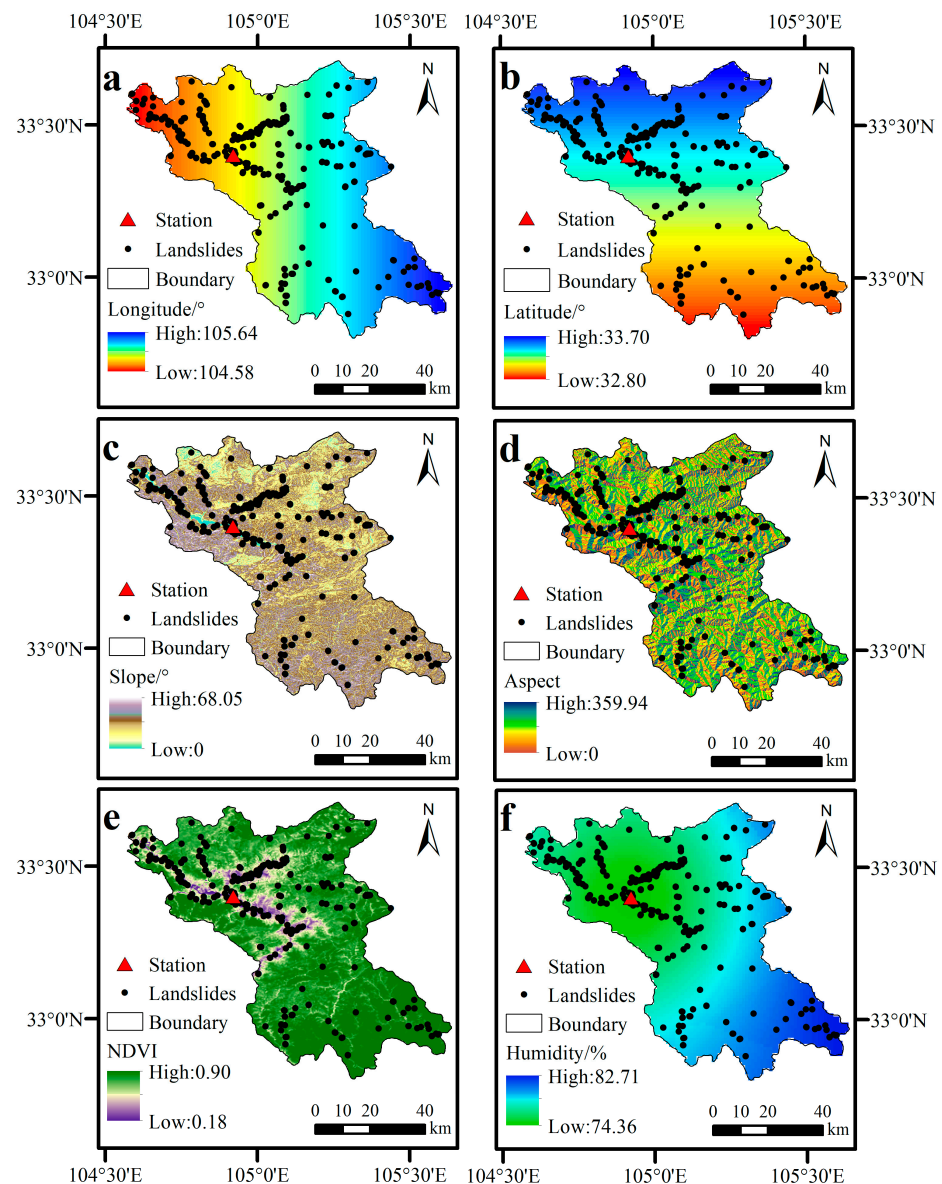 104°30'E 105°0'E 105°30'E 104°30'E 105°0'E 105°30'E
a
N
33°30'N
Station
Landslides
33°0'N
Boundary
Longitude/°
High:105.64
Low:104.58
0 10 20 40
km
b
N
33°30'N
Station
Landslides
33°0'N
Boundary
Latitude/°
High:33.70
Low:32.80
0 10 20 40
km
c
N
33°30'N
Station
Landslides
33°0'N
Boundary
Slope/°
High:68.05
Low:0
0 10 20 40
km
d
N
33°30'N
Station
Landslides
33°0'N
Boundary
Aspect
High:359.94
Low:0
0 10 20 40
km
e
N
33°30'N
Station
Landslides
33°0'N
Boundary
NDVI
High:0.90
Low:0.18
0 10 20 40
km
f
N
33°30'N
Station
Landslides
33°0'N
Boundary
Humidity/%
High:82.71
Low:74.36
0 10 20 40
km
104°30'E 105°0'E 105°30'E 104°30'E 105°0'E 105°30'E